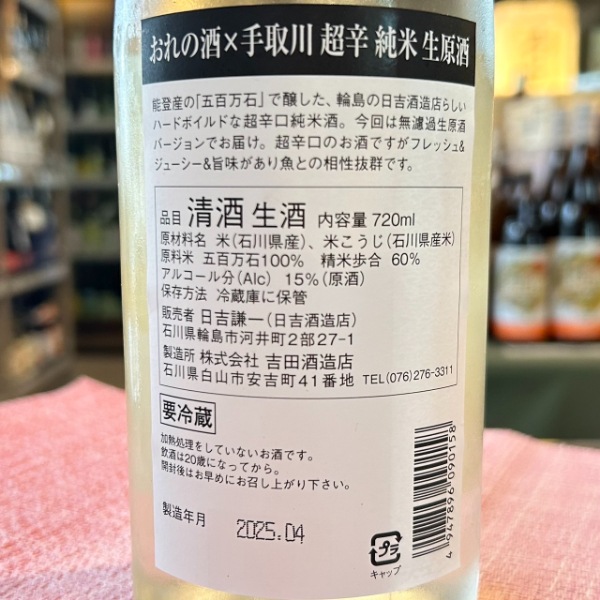 おれの酒×手取川 超辛 純米 生原酒
能登産の「五百万石」で醸した、輪島の日吉酒造店らしい
ハードボイルドな超辛口純米酒。今回は無濾過生原酒
バージョンでお届け。超辛口のお酒ですがフレッシュ&
ジューシー&旨味があり魚との相性抜群です。
品目 清酒 生酒 内容量 720ml
原材料名 米(石川県産)、米こうじ(石川県産米)
原料米 五百万石100% 精米歩合 60%
アルコール分(Alc) 15%(原酒)
保存方法 冷蔵庫に保管
販売者 日吉謙一(日吉酒造店)
石川県輪島市河井町2部27-1
製造所 株式会社 吉田酒造店
石川県白山市安吉町41番地 TEL(076)276-3311
要冷蔵
加熱処理をしていないお酒です。
飲酒は20歳になってから。
開封後はお早めにお召し上がり下さい。
製造年月 2025.04
プラ
キャップ
4947896090158